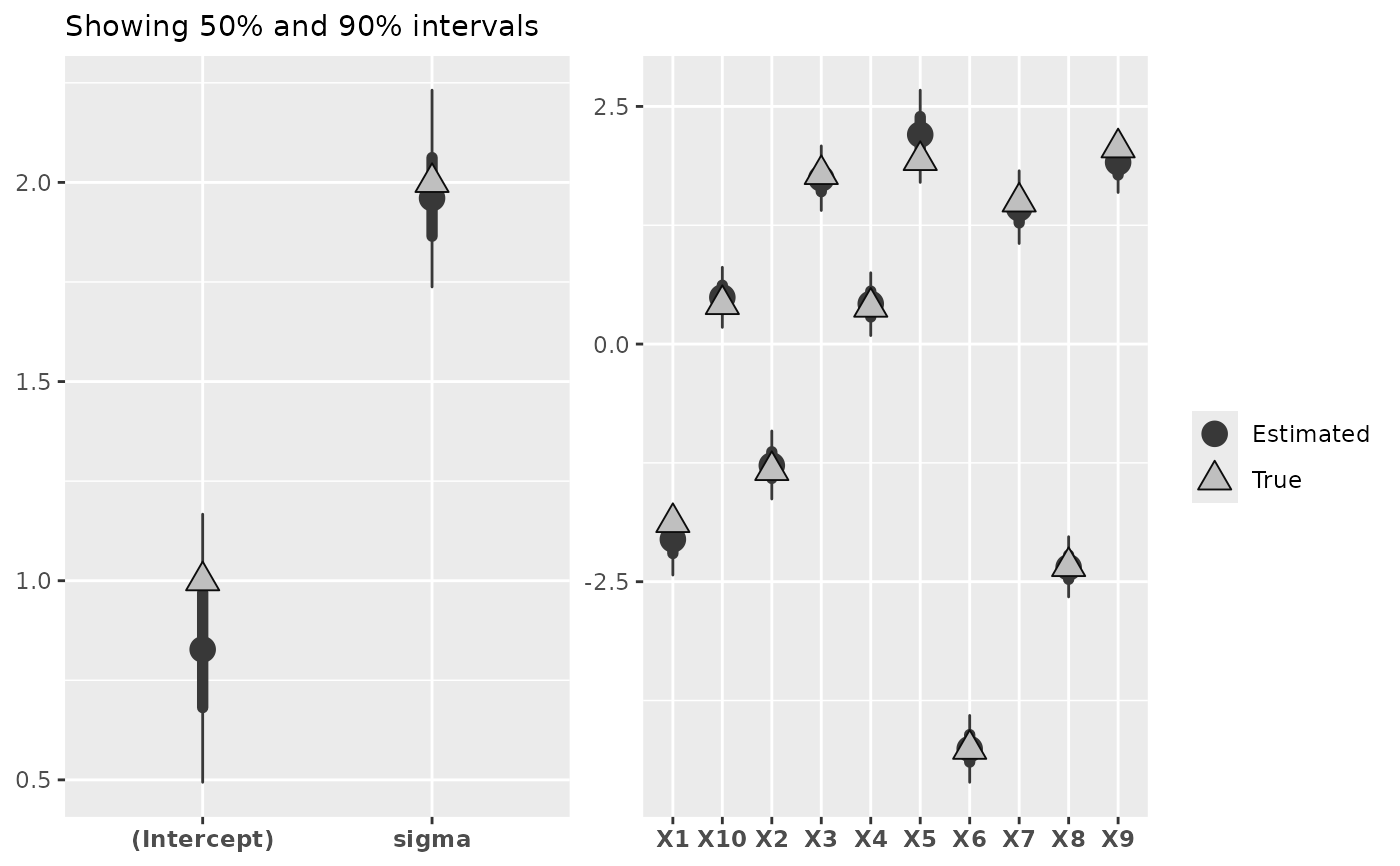 Showing 50% and 90% intervals
2.0
1.5
1.0
0.5
(Intercept) sigma
2.5
0.0
-2.5
X1 X10 X2 X3 X4 X5 X6 X7 X8 X9
Estimated
True